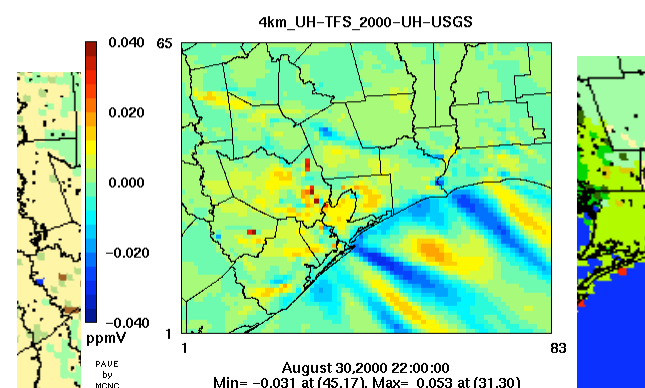 4km_UH-TFS_2000-UH-USGS
0.040
0.020
0.000
−0.020
−0.040
ppmV
65
1
1
83
PAVE
by
MCNC
August 30,2000 22:00:00
Min= −0.031 at (45,17), Max= 0.053 at (31,30)